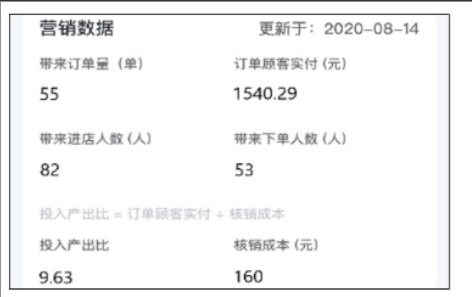 营销数据 更新于：2020-08-14
带来订单量（单） 订单顾客实付(元)
55 1540.29
带来进店人数(人) 带来下单人数(人)
82 53
投入产出比 = 订单顾客实付 ÷ 核销成本
投入产出比 核销成本(元)
9.63 160